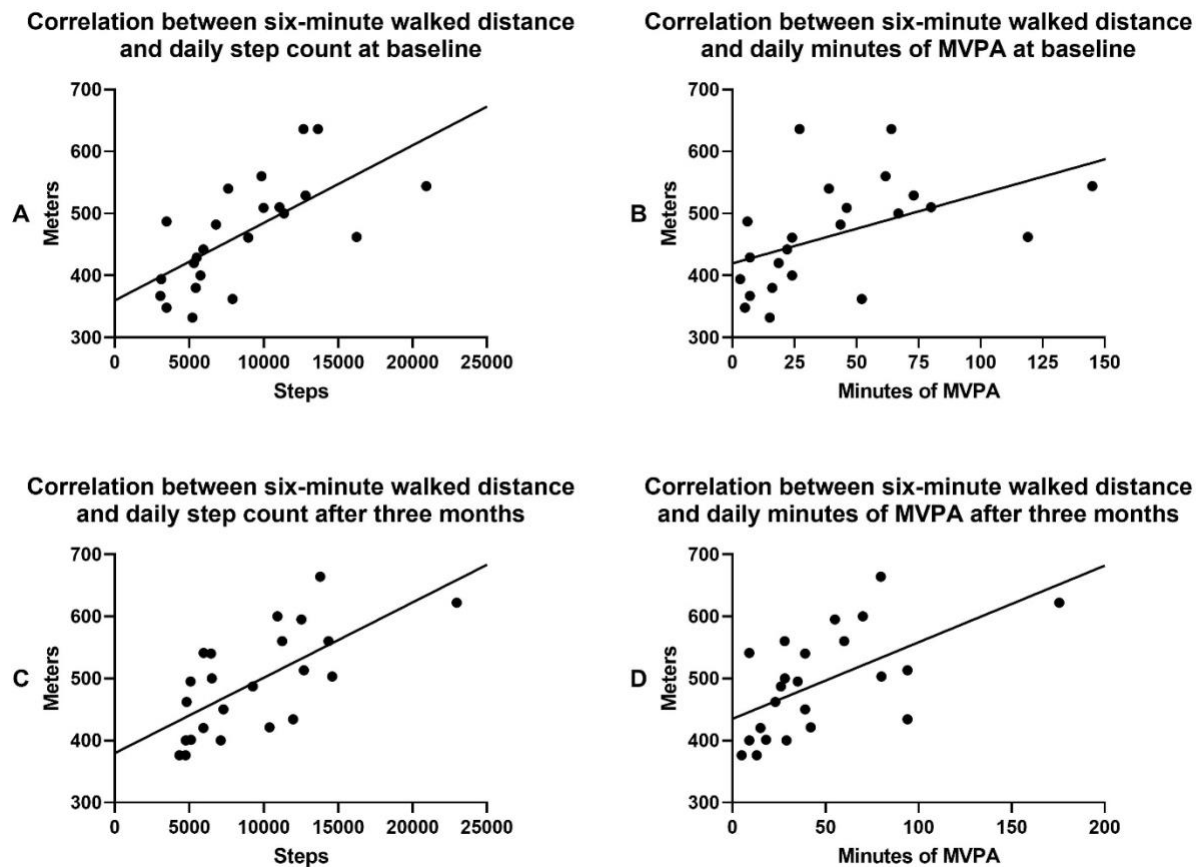 Correlation between six-minute walked distance
and daily step count at baseline
A
Meters
700
600
500
400
300
0
5000
10000
15000
20000
25000
Steps
Correlation between six-minute walked distance
and daily minutes of MVPA at baseline
B
Meters
700
600
500
400
300
0
25
50
75
100
125
150
Minutes of MVPA
Correlation between six-minute walked distance
and daily step count after three months
C
Meters
700
600
500
400
300
0
5000
10000
15000
20000
25000
Steps
Correlation between six-minute walked distance
and daily minutes of MVPA after three months
D
Meters
700
600
500
400
300
0
50
100
150
200
Minutes of MVPA